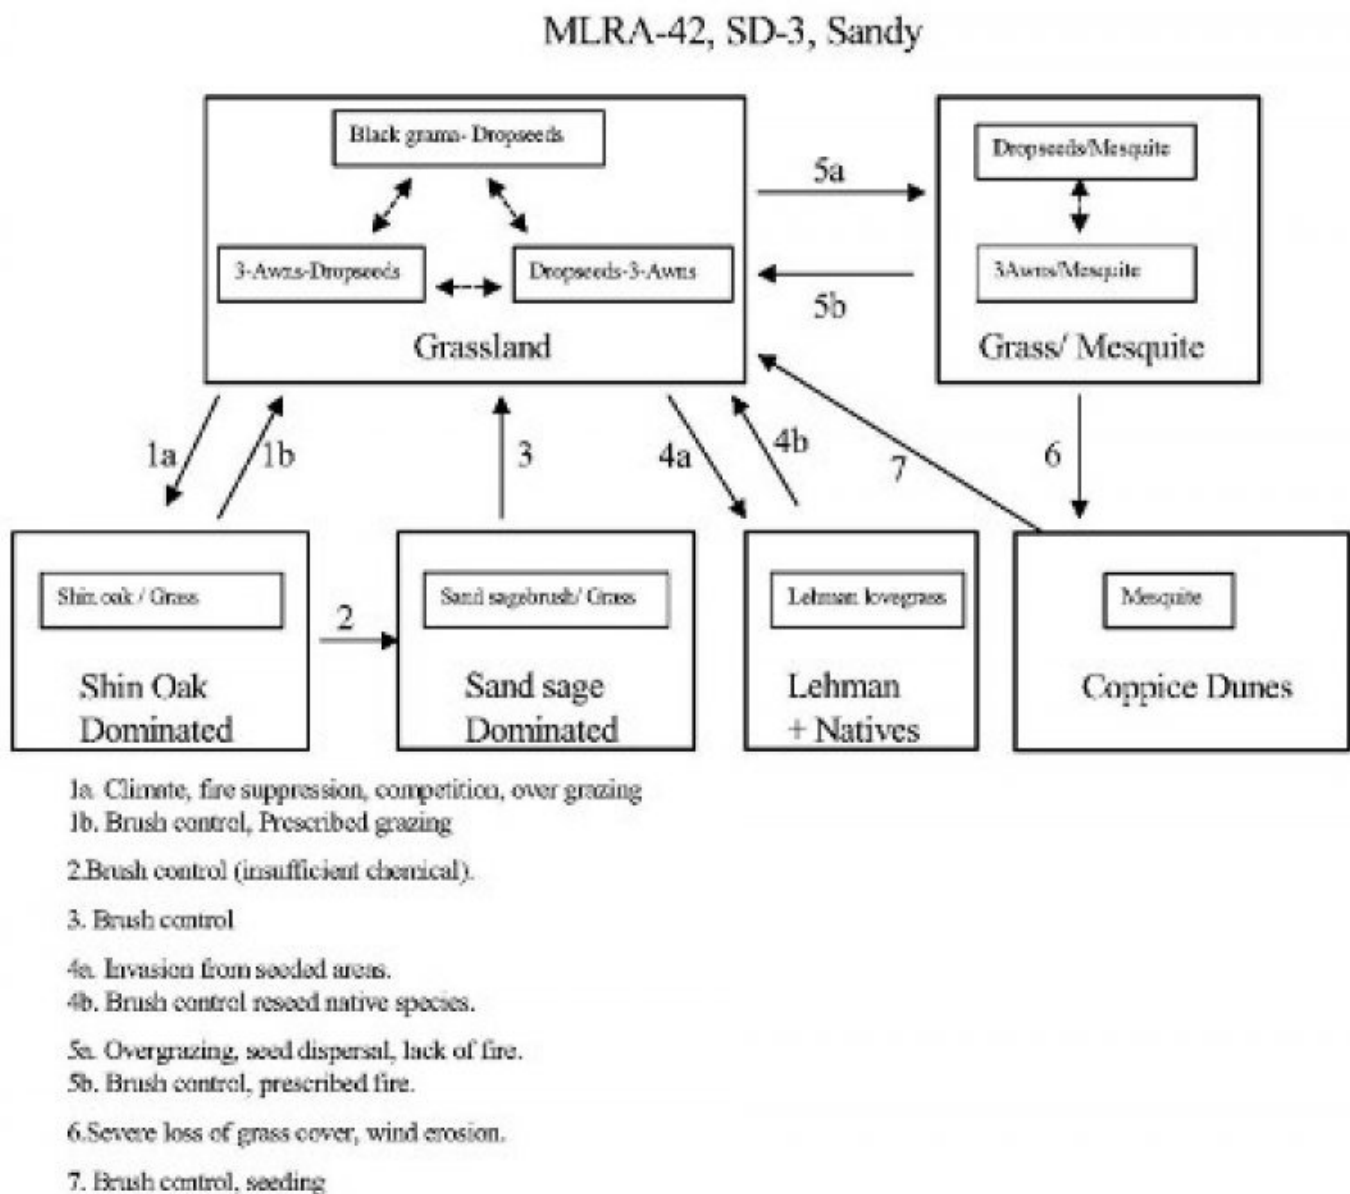 MLRA-42, SD-3, Sandy
Black grama- Dropseeds
3-Awns-Dropseeds
Dropseeds-3-Awns
Grassland
5a
5b
Dropseeds/Mesquite
3Awns/Mesquite
Grass/ Mesquite
1a
1b
3
4a
4b
7
6
Shin oak / Grass
Shin Oak
Dominated
2
Sand sagebrush/ Grass
Sand sage
Dominated
Lehman lovegrass
Lehman
+ Natives
Mesquite
Coppice Dunes
1a. Climate, fire suppression, competition, over grazing
1b. Brush control, Prescribed grazing
2.Brush control (insufficient chemical).
3. Brush control
4a. Invasion from seeded areas.
4b. Brush control reseed native species.
5a. Overgrazing, seed dispersal, lack of fire.
5b. Brush control, prescribed fire.
6.Severe loss of grass cover, wind erosion.
7. Brush control, seeding